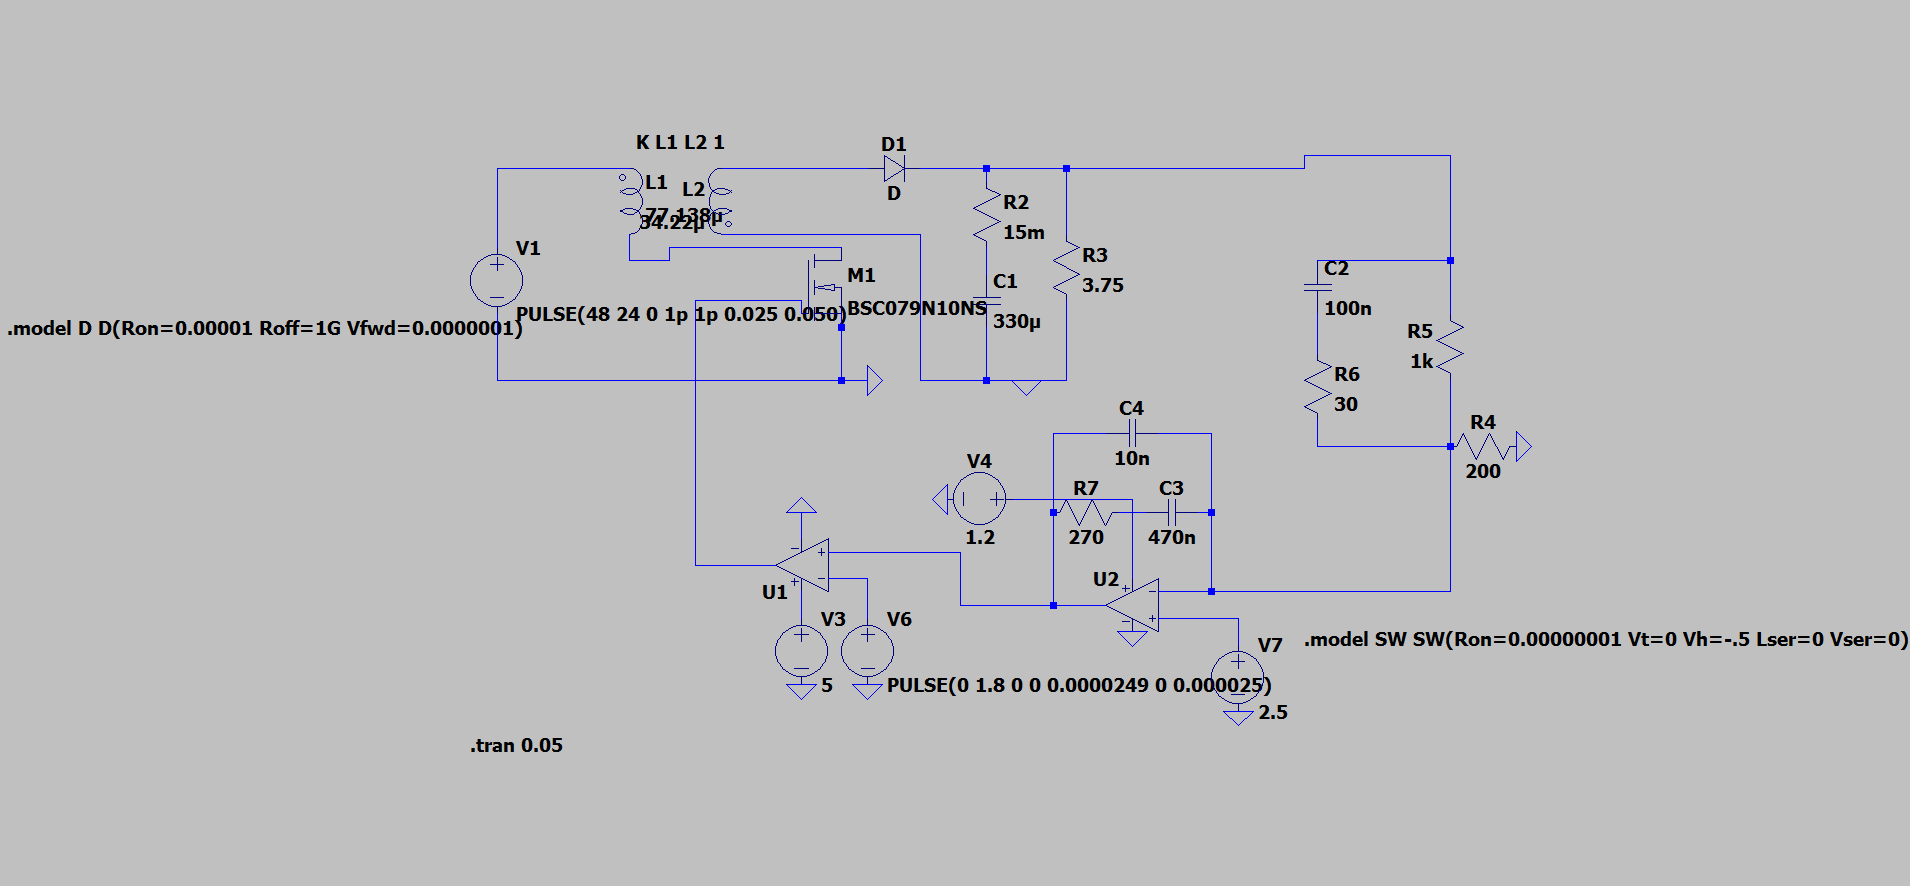 K L1 L2 1
D1
D
L1
L2
77.138µ
34.22µ
R2
15m
V1
R3
3.75
M1
C1
BSC079N10NS
PULSE(48 24 0 1p 1p 0.025 0.050)
330µ
.model D D(Ron=0.00001 Roff=1G Vfwd=0.0000001)
C2
100n
R5
1k
R6
30
C4
10n
R4
200
V4
1.2
R7
270
C3
470n
U2
U1
V3
5
V6
PULSE(0 1.8 0 0 0.0000249 0 0.000025)
V7
2.5
.model SW SW(Ron=0.00000001 Vt=0 Vh=-.5 Lser=0 Vser=0)
.tran 0.05